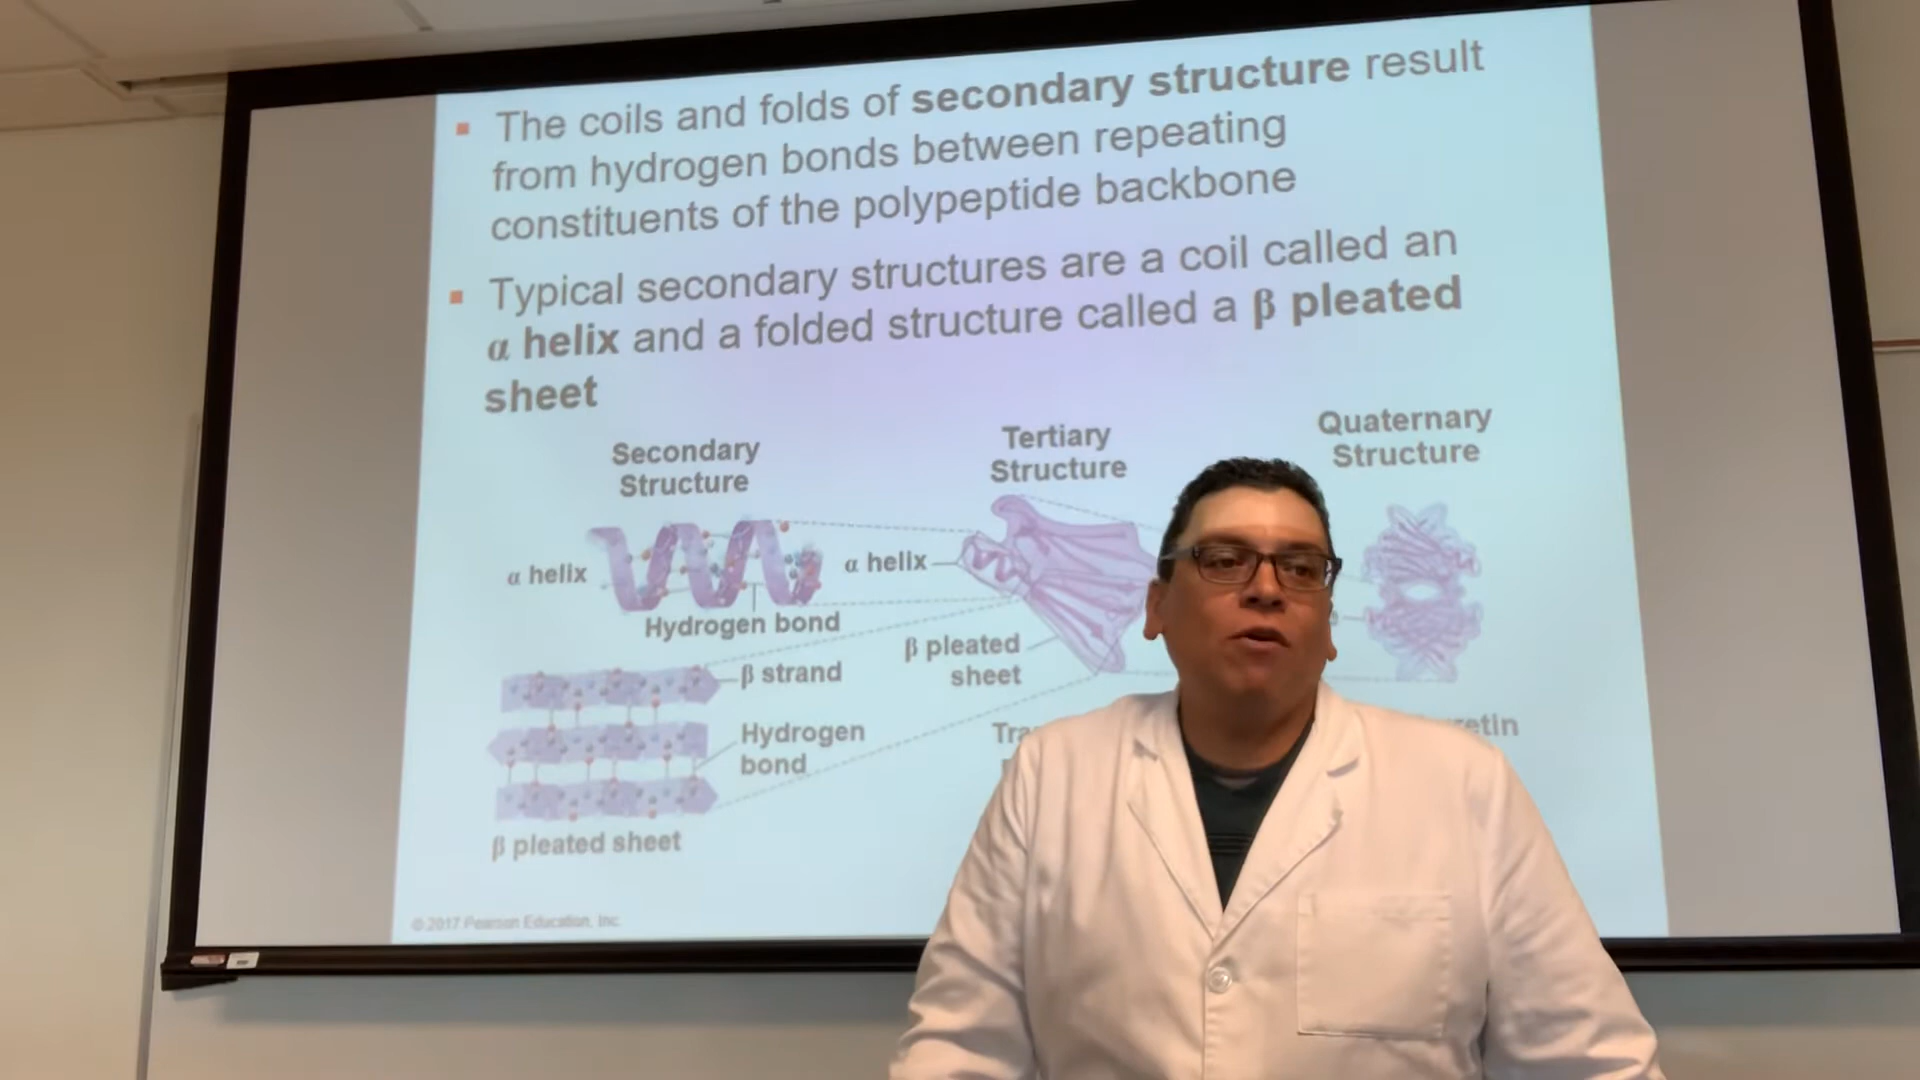 The coils and folds of secondary structure result
from hydrogen bonds between repeating
constituents of the polypeptide backbone
Typical secondary structures are a coil called an
α helix and a folded structure called a β pleated
sheet
Secondary
Structure
Tertiary
Structure
Quaternary
Structure
α helix
Hydrogen bond
α helix
β pleated
sheet
β strand
Hydrogen
bond
β pleated sheet
© 2017 Pearson Education, Inc.